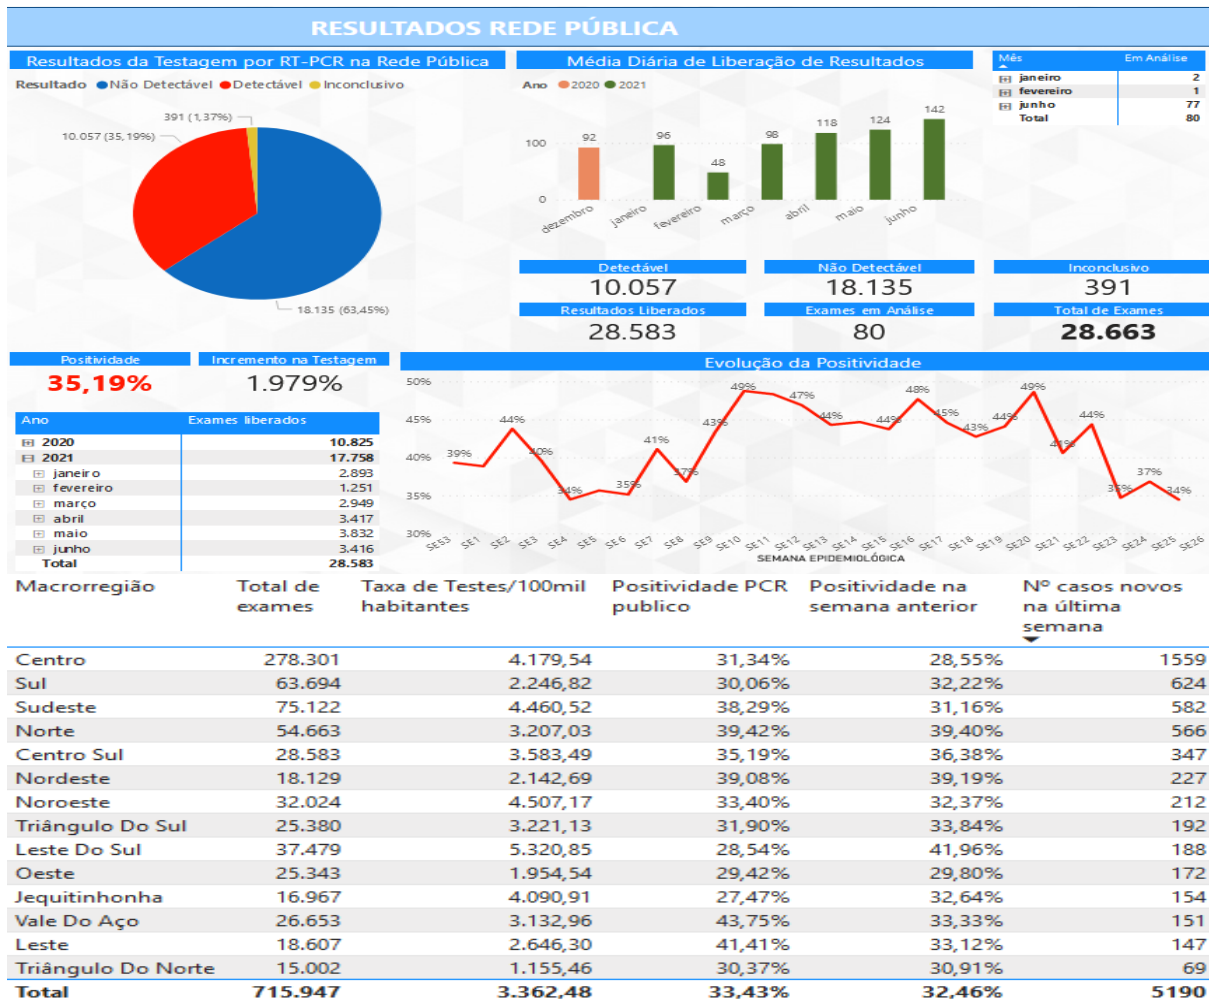 RESULTADOS REDE PÚBLICA
Resultados da Testagem por RT-PCR na Rede Pública
Resultado Não Detectável Detectável Inconclusivo
391 (1,37%)
10.057 (35,19%)
18.135 (63,45%)
Média Diária de Liberação de Resultados
Ano 2020 2021
100
0
92
96
48
98
118
124
142
dezembro
janeiro
fevereiro
março
abril
maio
junho
Mês Em Análise
janeiro 2
fevereiro 1
junho 77
Total 80
Detectável
10.057
Não Detectável
18.135
Inconclusivo
391
Resultados Liberados
28.583
Exames em Análise
80
Total de Exames
28.663
Positividade
35,19%
Incremento na Testagem
1.979%
Ano Exames liberados
2020 10.825
2021 17.758
janeiro 2.893
fevereiro 1.251
março 2.949
abril 3.417
maio 3.832
junho 3.416
Total 28.583
Evolução da Positividade
50%
45%
40%
35%
30%
39%
44%
40%
34%
35%
41%
37%
43%
49%
47%
44%
44%
48%
45%
43%
44%
49%
41%
44%
35%
37%
34%
SE53 SE1 SE2 SE3 SE4 SE5 SE6 SE7 SE8 SE9 SE10 SE11 SE12 SE13 SE14 SE15 SE16 SE17 SE18 SE19 SE20 SE21 SE22 SE23 SE24 SE25 SE26
SEMANA EPIDEMIOLÓGICA
Macrorregião Total de exames Taxa de Testes/100mil habitantes Positividade PCR publico Positividade na semana anterior Nº casos novos na última semana
Centro 278.301 4.179,54 31,34% 28,55% 1559
Sul 63.694 2.246,82 30,06% 32,22% 624
Sudeste 75.122 4.460,52 38,29% 31,16% 582
Norte 54.663 3.207,03 39,42% 39,40% 566
Centro Sul 28.583 3.583,49 35,19% 36,38% 347
Nordeste 18.129 2.142,69 39,08% 39,19% 227
Noroeste 32.024 4.507,17 33,40% 32,37% 212
Triângulo Do Sul 25.380 3.221,13 31,90% 33,84% 192
Leste Do Sul 37.479 5.320,85 28,54% 41,96% 188
Oeste 25.343 1.954,54 29,42% 29,80% 172
Jequitinhonha 16.967 4.090,91 27,47% 32,64% 154
Vale Do Aço 26.653 3.132,96 43,75% 33,33% 151
Leste 18.607 2.646,30 41,41% 33,12% 147
Triângulo Do Norte 15.002 1.155,46 30,37% 30,91% 69
Total 715.947 3.362,48 33,43% 32,46% 5190